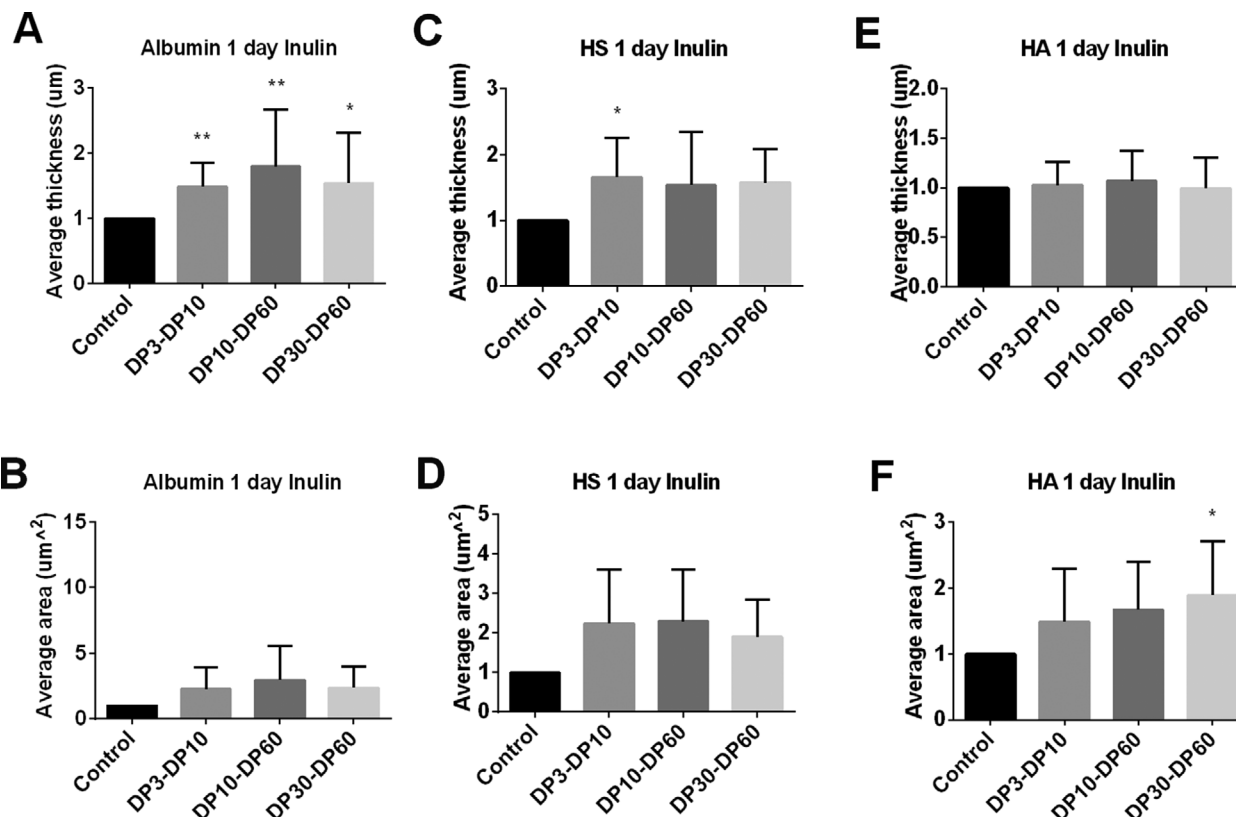 A
Albumin 1 day Inulin
Average thickness (um)
3
2
1
0
**
**
*
Control
DP3-DP10
DP10-DP60
DP30-DP60
C
HS 1 day Inulin
Average thickness (um)
3
2
1
0
*
Control
DP3-DP10
DP10-DP60
DP30-DP60
E
HA 1 day Inulin
Average thickness (um)
2.0
1.5
1.0
0.5
0.0
Control
DP3-DP10
DP10-DP60
DP30-DP60
B
Albumin 1 day Inulin
Average area (um^2)
15
10
5
0
Control
DP3-DP10
DP10-DP60
DP30-DP60
D
HS 1 day Inulin
Average area (um^2)
5
4
3
2
1
0
Control
DP3-DP10
DP10-DP60
DP30-DP60
F
HA 1 day Inulin
Average area (um^2)
3
2
1
0
*
Control
DP3-DP10
DP10-DP60
DP30-DP60